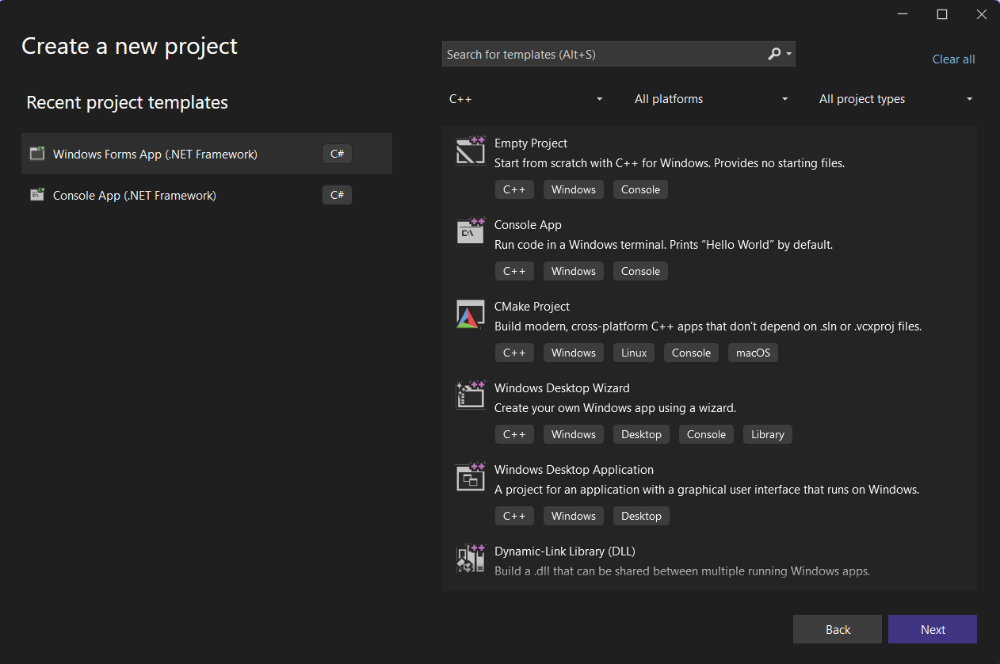 Create a new project
Search for templates (Alt+S)
Clear all
Recent project templates
C++
All platforms
All project types
Windows Forms App (.NET Framework)
C#
Console App (.NET Framework)
C#
Empty Project
Start from scratch with C++ for Windows. Provides no starting files.
C++ Windows Console
Console App
Run code in a Windows terminal. Prints “Hello World” by default.
C++ Windows Console
CMake Project
Build modern, cross-platform C++ apps that don’t depend on .sln or .vcxproj files.
C++ Windows Linux Console macOS
Windows Desktop Wizard
Create your own Windows app using a wizard.
C++ Windows Desktop Console Library
Windows Desktop Application
A project for an application with a graphical user interface that runs on Windows.
C++ Windows Desktop
Dynamic-Link Library (DLL)
Build a .dll that can be shared between multiple running Windows apps.
Back
Next